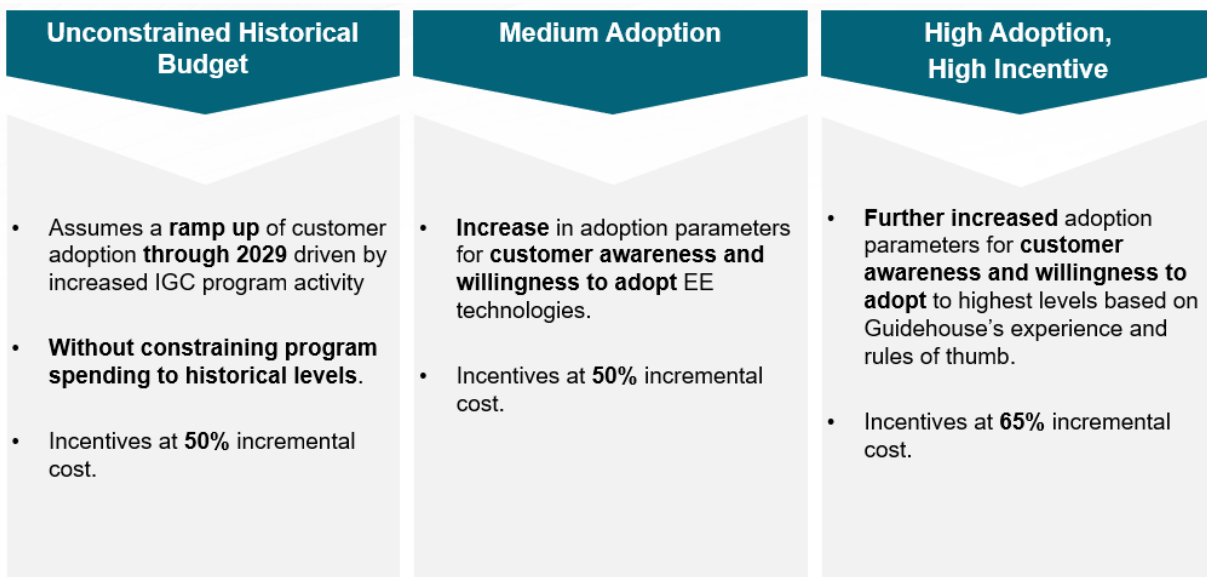 Unconstrained Historical
Budget
• Assumes a ramp up of customer
adoption through 2029 driven by
increased IGC program activity
• Without constraining program
spending to historical levels.
• Incentives at 50% incremental
cost.
Medium Adoption
• Increase in adoption parameters
for customer awareness and
willingness to adopt EE
technologies.
• Incentives at 50% incremental
cost.
High Adoption,
High Incentive
• Further increased adoption
parameters for customer
awareness and willingness to
adopt to highest levels based on
Guidehouse’s experience and
rules of thumb.
• Incentives at 65% incremental
cost.